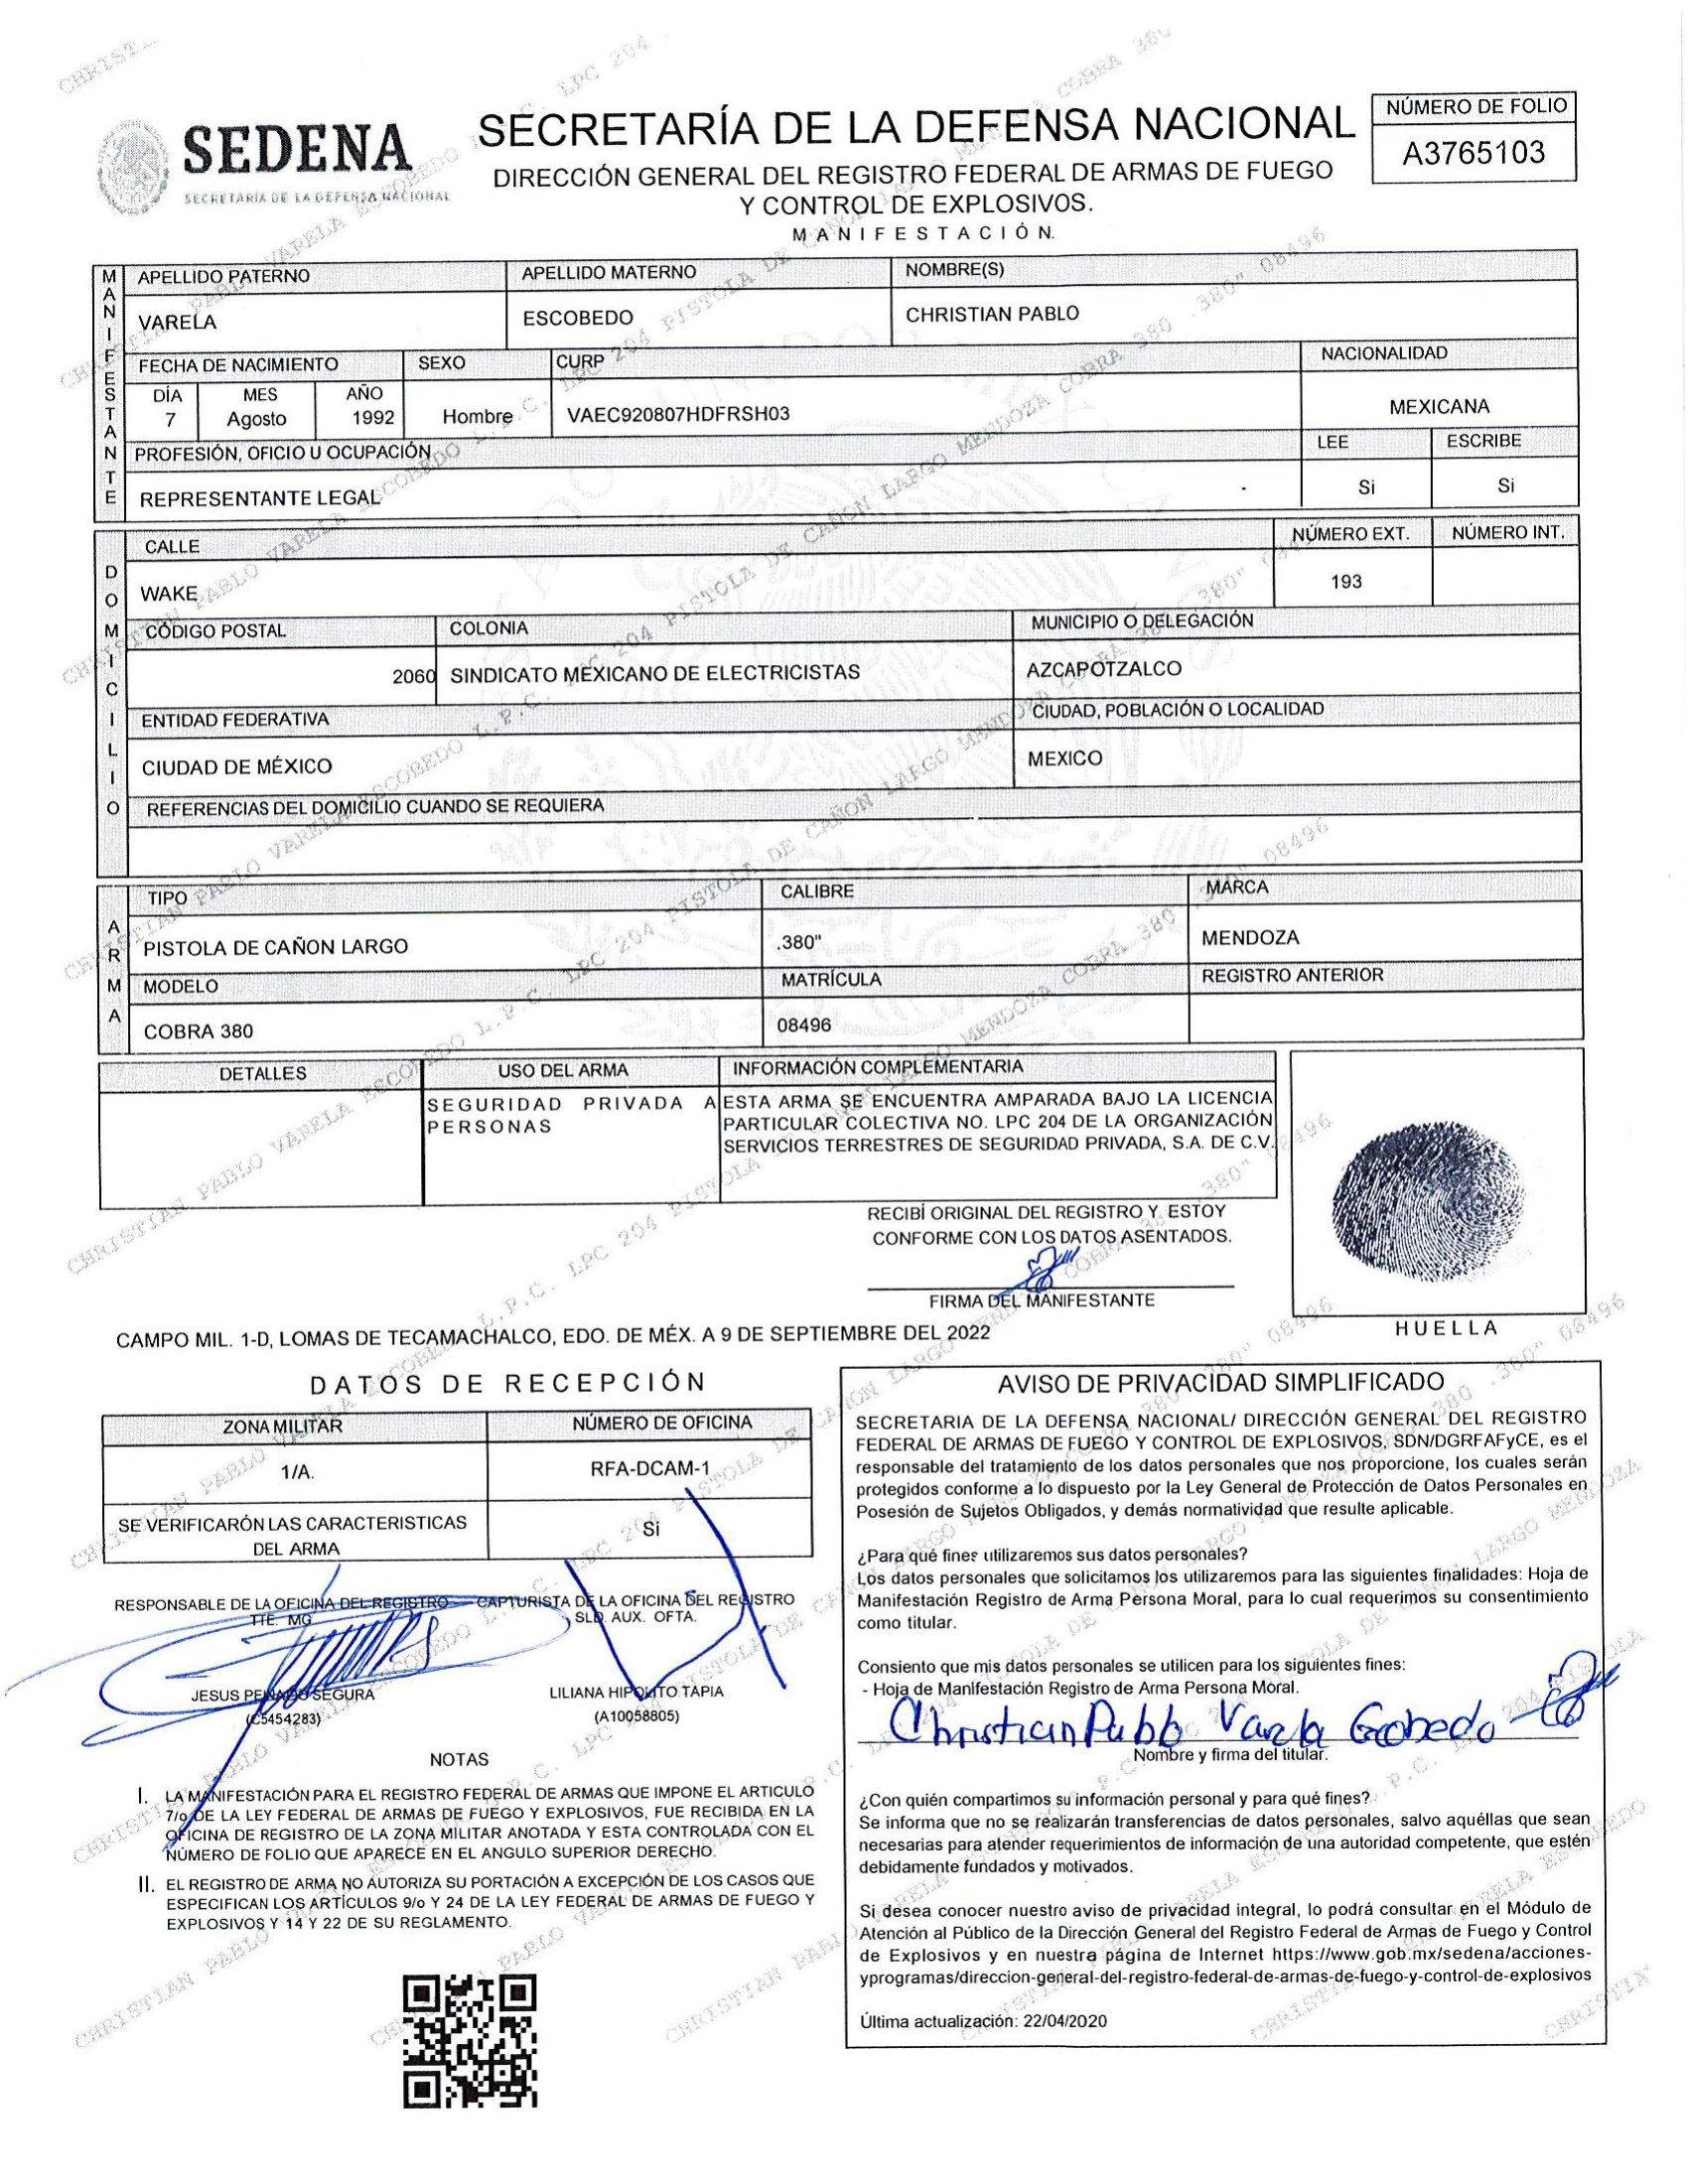 SEDENA
SECRETARÍA DE LA DEFENSA NACIONAL
SECRETARÍA DE LA DEFENSA NACIONAL
DIRECCIÓN GENERAL DEL REGISTRO FEDERAL DE ARMAS DE FUEGO
Y CONTROL DE EXPLOSIVOS.
MANIFESTACIÓN.
NÚMERO DE FOLIO
A3765103
MANIFESTANTE
APELLIDO PATERNO APELLIDO MATERNO NOMBRE(S)
VARELA ESCOBEDO CHRISTIAN PABLO
FECHA DE NACIMIENTO SEXO CURP NACIONALIDAD
DÍA MES AÑO
7 Agosto 1992 Hombre VAEC920807HDFRSH03 MEXICANA
PROFESIÓN, OFICIO U OCUPACIÓN LEE ESCRIBE
REPRESENTANTE LEGAL Si Si
DOMICILIO
CALLE NÚMERO EXT. NÚMERO INT.
WAKE 193
CÓDIGO POSTAL COLONIA MUNICIPIO O DELEGACIÓN
2060 SINDICATO MEXICANO DE ELECTRICISTAS AZCAPOTZALCO
ENTIDAD FEDERATIVA CIUDAD, POBLACIÓN O LOCALIDAD
CIUDAD DE MÉXICO MEXICO
REFERENCIAS DEL DOMICILIO CUANDO SE REQUIERA
ARMA
TIPO CALIBRE MARCA
PISTOLA DE CAÑON LARGO .380" MENDOZA
MODELO MATRÍCULA REGISTRO ANTERIOR
COBRA 380 08496
DETALLES USO DEL ARMA INFORMACIÓN COMPLEMENTARIA
SEGURIDAD PRIVADA A
PERSONAS
ESTA ARMA SE ENCUENTRA AMPARADA BAJO LA LICENCIA
PARTICULAR COLECTIVA NO. LPC 204 DE LA ORGANIZACIÓN
SERVICIOS TERRESTRES DE SEGURIDAD PRIVADA, S.A. DE C.V.
RECIBÍ ORIGINAL DEL REGISTRO Y ESTOY
CONFORME CON LOS DATOS ASENTADOS.
FIRMA DEL MANIFESTANTE
HUELLA
CAMPO MIL. 1-D, LOMAS DE TECAMACHALCO, EDO. DE MÉX. A 9 DE SEPTIEMBRE DEL 2022
DATOS DE RECEPCIÓN
ZONA MILITAR NÚMERO DE OFICINA
1/A. RFA-DCAM-1
SE VERIFICARÓN LAS CARACTERISTICAS
DEL ARMA
Si
RESPONSABLE DE LA OFICINA DEL REGISTRO
TTE. MG.
CAPTURISTA DE LA OFICINA DEL REGISTRO
SLD. AUX. OFTA.
JESUS PEINADO SEGURA
(C5454283)
LILIANA HIPOLITO TAPIA
(A10058805)
NOTAS
I. LA MANIFESTACIÓN PARA EL REGISTRO FEDERAL DE ARMAS QUE IMPONE EL ARTICULO
7/o DE LA LEY FEDERAL DE ARMAS DE FUEGO Y EXPLOSIVOS, FUE RECIBIDA EN LA
OFICINA DE REGISTRO DE LA ZONA MILITAR ANOTADA Y ESTA CONTROLADA CON EL
NÚMERO DE FOLIO QUE APARECE EN EL ANGULO SUPERIOR DERECHO.
II. EL REGISTRO DE ARMA NO AUTORIZA SU PORTACIÓN A EXCEPCIÓN DE LOS CASOS QUE
ESPECIFICAN LOS ARTÍCULOS 9/o Y 24 DE LA LEY FEDERAL DE ARMAS DE FUEGO Y
EXPLOSIVOS Y 14 Y 22 DE SU REGLAMENTO.
AVISO DE PRIVACIDAD SIMPLIFICADO
SECRETARIA DE LA DEFENSA NACIONAL/ DIRECCIÓN GENERAL DEL REGISTRO
FEDERAL DE ARMAS DE FUEGO Y CONTROL DE EXPLOSIVOS, SDN/DGRFAFyCE, es el
responsable del tratamiento de los datos personales que nos proporcione, los cuales serán
protegidos conforme a lo dispuesto por la Ley General de Protección de Datos Personales en
Posesión de Sujetos Obligados, y demás normatividad que resulte aplicable.
¿Para qué fines utilizaremos sus datos personales?
Los datos personales que solicitamos los utilizaremos para las siguientes finalidades: Hoja de
Manifestación Registro de Arma Persona Moral, para lo cual requerimos su consentimiento
como titular.
Consiento que mis datos personales se utilicen para los siguientes fines:
- Hoja de Manifestación Registro de Arma Persona Moral.
Christian Pablo Varela Escobedo
Nombre y firma del titular.
¿Con quién compartimos su información personal y para qué fines?
Se informa que no se realizarán transferencias de datos personales, salvo aquéllas que sean
necesarias para atender requerimientos de información de una autoridad competente, que estén
debidamente fundados y motivados.
Si desea conocer nuestro aviso de privacidad integral, lo podrá consultar en el Módulo de
Atención al Público de la Dirección General del Registro Federal de Armas de Fuego y Control
de Explosivos y en nuestra página de Internet https://www.gob.mx/sedena/acciones-
yprogramas/direccion-general-del-registro-federal-de-armas-de-fuego-y-control-de-explosivos
Última actualización: 22/04/2020
CHRISTIAN PABLO VARELA ESCOBEDO L.P.C. LPC 204 PISTOLA DE CAÑON LARGO MENDOZA COBRA 380 .380" 08496